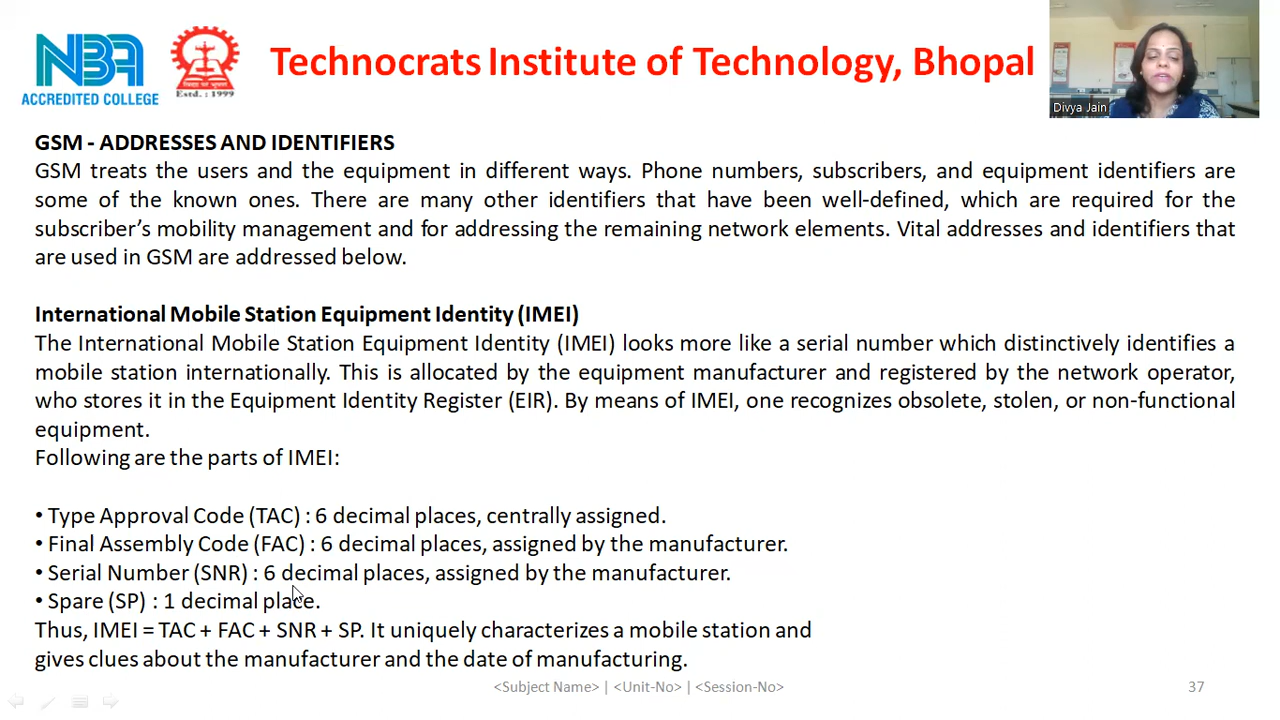 NBA
ACCREDITED COLLEGE
Estd. : 1999
Technocrats Institute of Technology, Bhopal
Divya Jain
GSM - ADDRESSES AND IDENTIFIERS
GSM treats the users and the equipment in different ways. Phone numbers, subscribers, and equipment identifiers are
some of the known ones. There are many other identifiers that have been well-defined, which are required for the
subscriber’s mobility management and for addressing the remaining network elements. Vital addresses and identifiers that
are used in GSM are addressed below.
International Mobile Station Equipment Identity (IMEI)
The International Mobile Station Equipment Identity (IMEI) looks more like a serial number which distinctively identifies a
mobile station internationally. This is allocated by the equipment manufacturer and registered by the network operator,
who stores it in the Equipment Identity Register (EIR). By means of IMEI, one recognizes obsolete, stolen, or non-functional
equipment.
Following are the parts of IMEI:
• Type Approval Code (TAC) : 6 decimal places, centrally assigned.
• Final Assembly Code (FAC) : 6 decimal places, assigned by the manufacturer.
• Serial Number (SNR) : 6 decimal places, assigned by the manufacturer.
• Spare (SP) : 1 decimal place.
Thus, IMEI = TAC + FAC + SNR + SP. It uniquely characterizes a mobile station and
gives clues about the manufacturer and the date of manufacturing.
<Subject Name> | <Unit-No> | <Session-No>
37